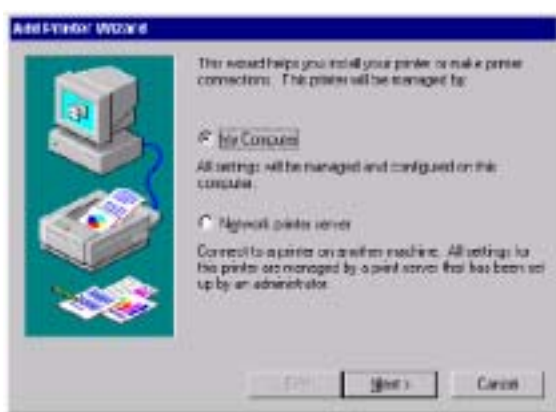 Add Printer Wizard
This wizard helps you install your printer or make printer
connections. This printer will be managed by:
My Computer
All settings will be managed and configured on this
computer.
Network printer server
Connect to a printer on another machine. All settings for
this printer are managed by a print server that has been set
up by an administrator.
Next >
Cancel